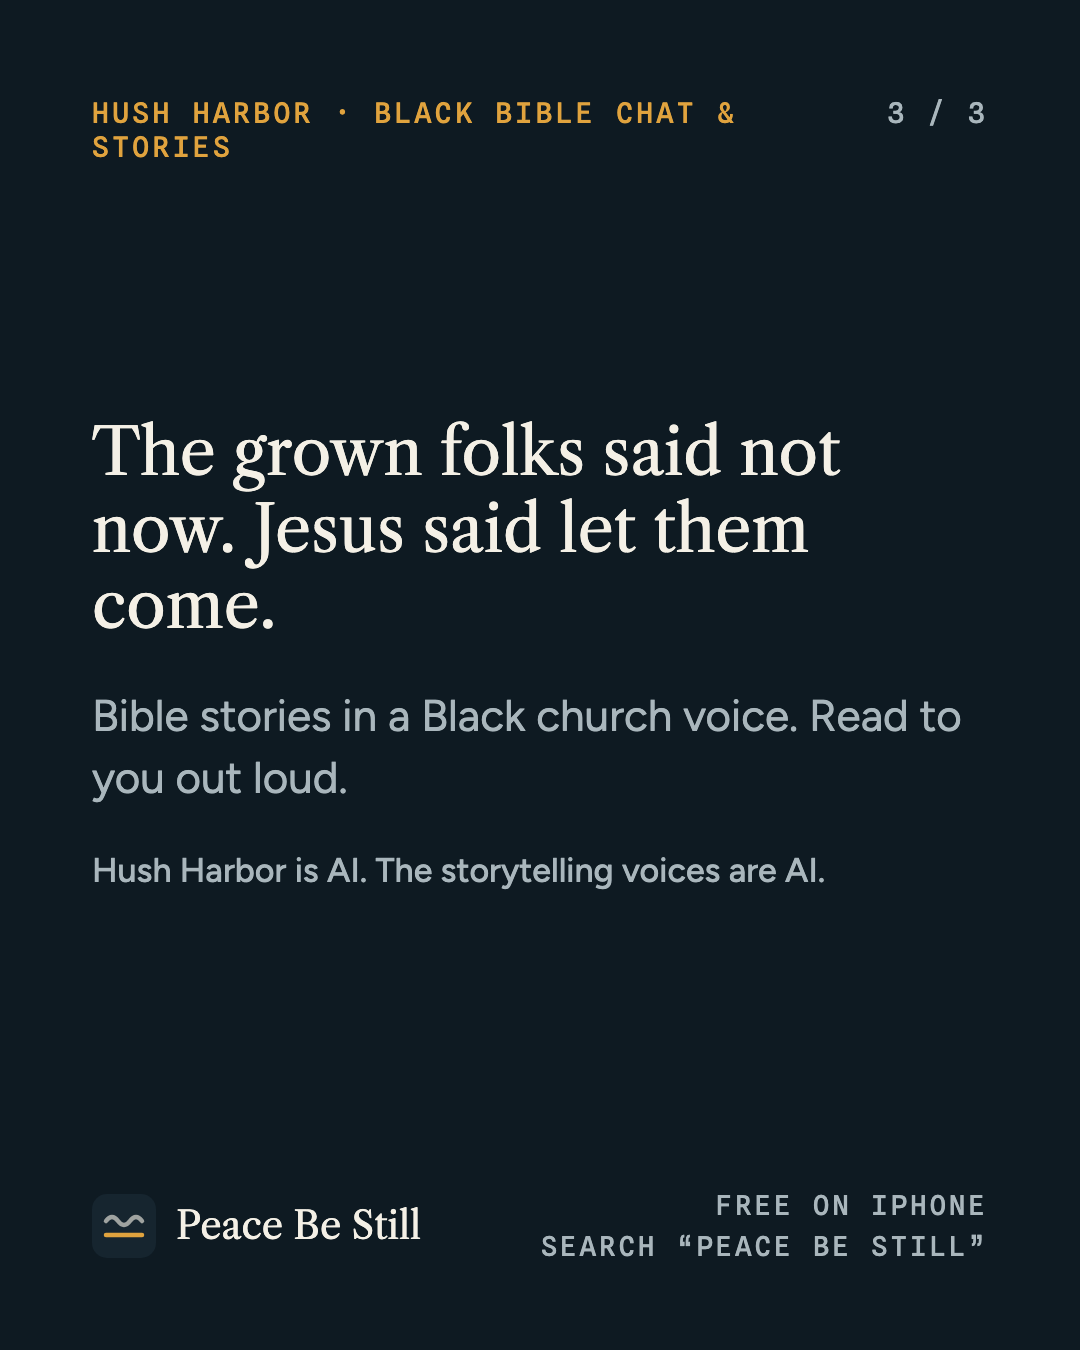 HUSH HARBOR · BLACK BIBLE CHAT &
STORIES
3 / 3
The grown folks said not
now. Jesus said let them
come.
Bible stories in a Black church voice. Read to
you out loud.
Hush Harbor is AI. The storytelling voices are AI.
Peace Be Still
FREE ON IPHONE
SEARCH “PEACE BE STILL”